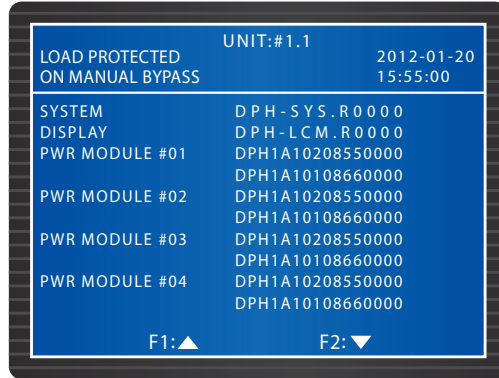 UNIT:#1.1
LOAD PROTECTED 2012-01-20
ON MANUAL BYPASS 15:55:00
SYSTEM DPH-SYS.R0000
DISPLAY DPH-LCM.R0000
PWR MODULE #01 DPH1A10208550000
DPH1A10108660000
PWR MODULE #02 DPH1A10208550000
DPH1A10108660000
PWR MODULE #03 DPH1A10208550000
DPH1A10108660000
PWR MODULE #04 DPH1A10208550000
DPH1A10108660000
F1:▲ F2:▼